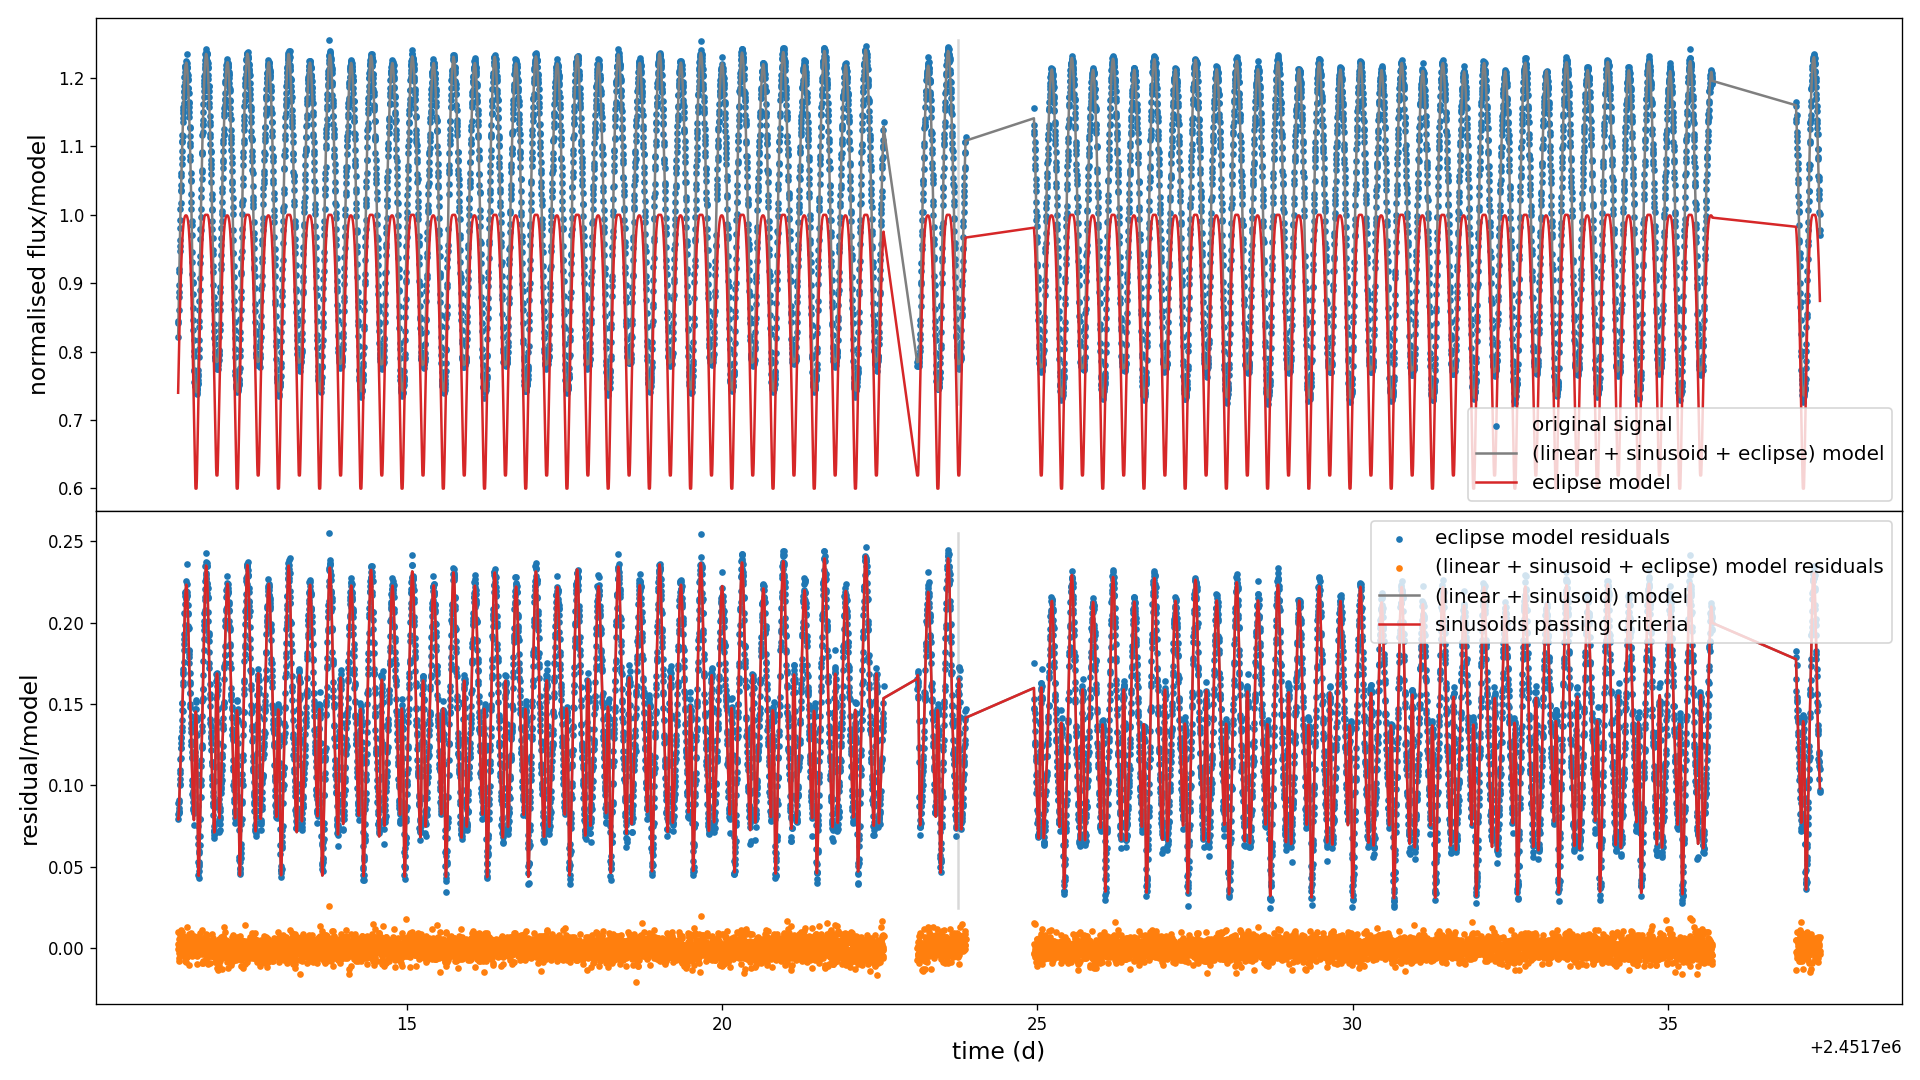 normalised flux/model
1.2
1.1
1.0
0.9
0.8
0.7
0.6
original signal
(linear + sinusoid + eclipse) model
eclipse model
residual/model
0.25
0.20
0.15
0.10
0.05
0.00
eclipse model residuals
(linear + sinusoid + eclipse) model residuals
(linear + sinusoid) model
sinusoids passing criteria
15
20
25
30
35
time (d)
+2.4517e6